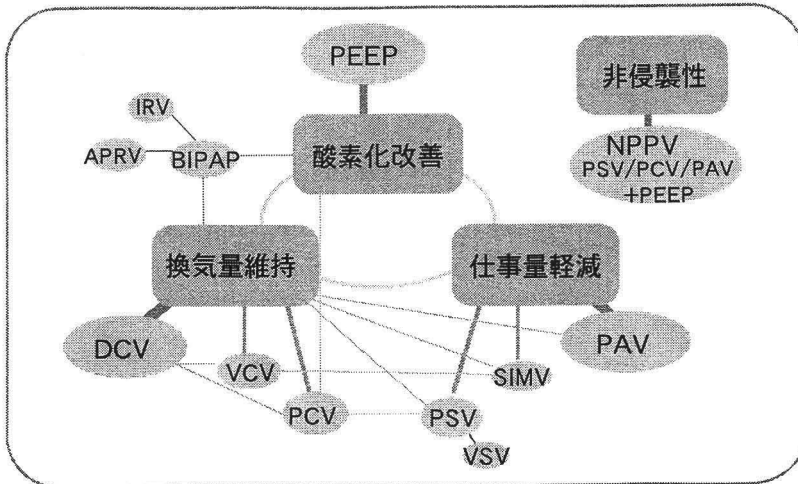 PEEP
非侵襲性
IRV
酸素化改善
APRV
BIPAP
NPPV
PSV/PCV/PAV
+PEEP
換気量維持
仕事量軽減
DCV
PAV
VCV
SIMV
PCV
PSV
VSV